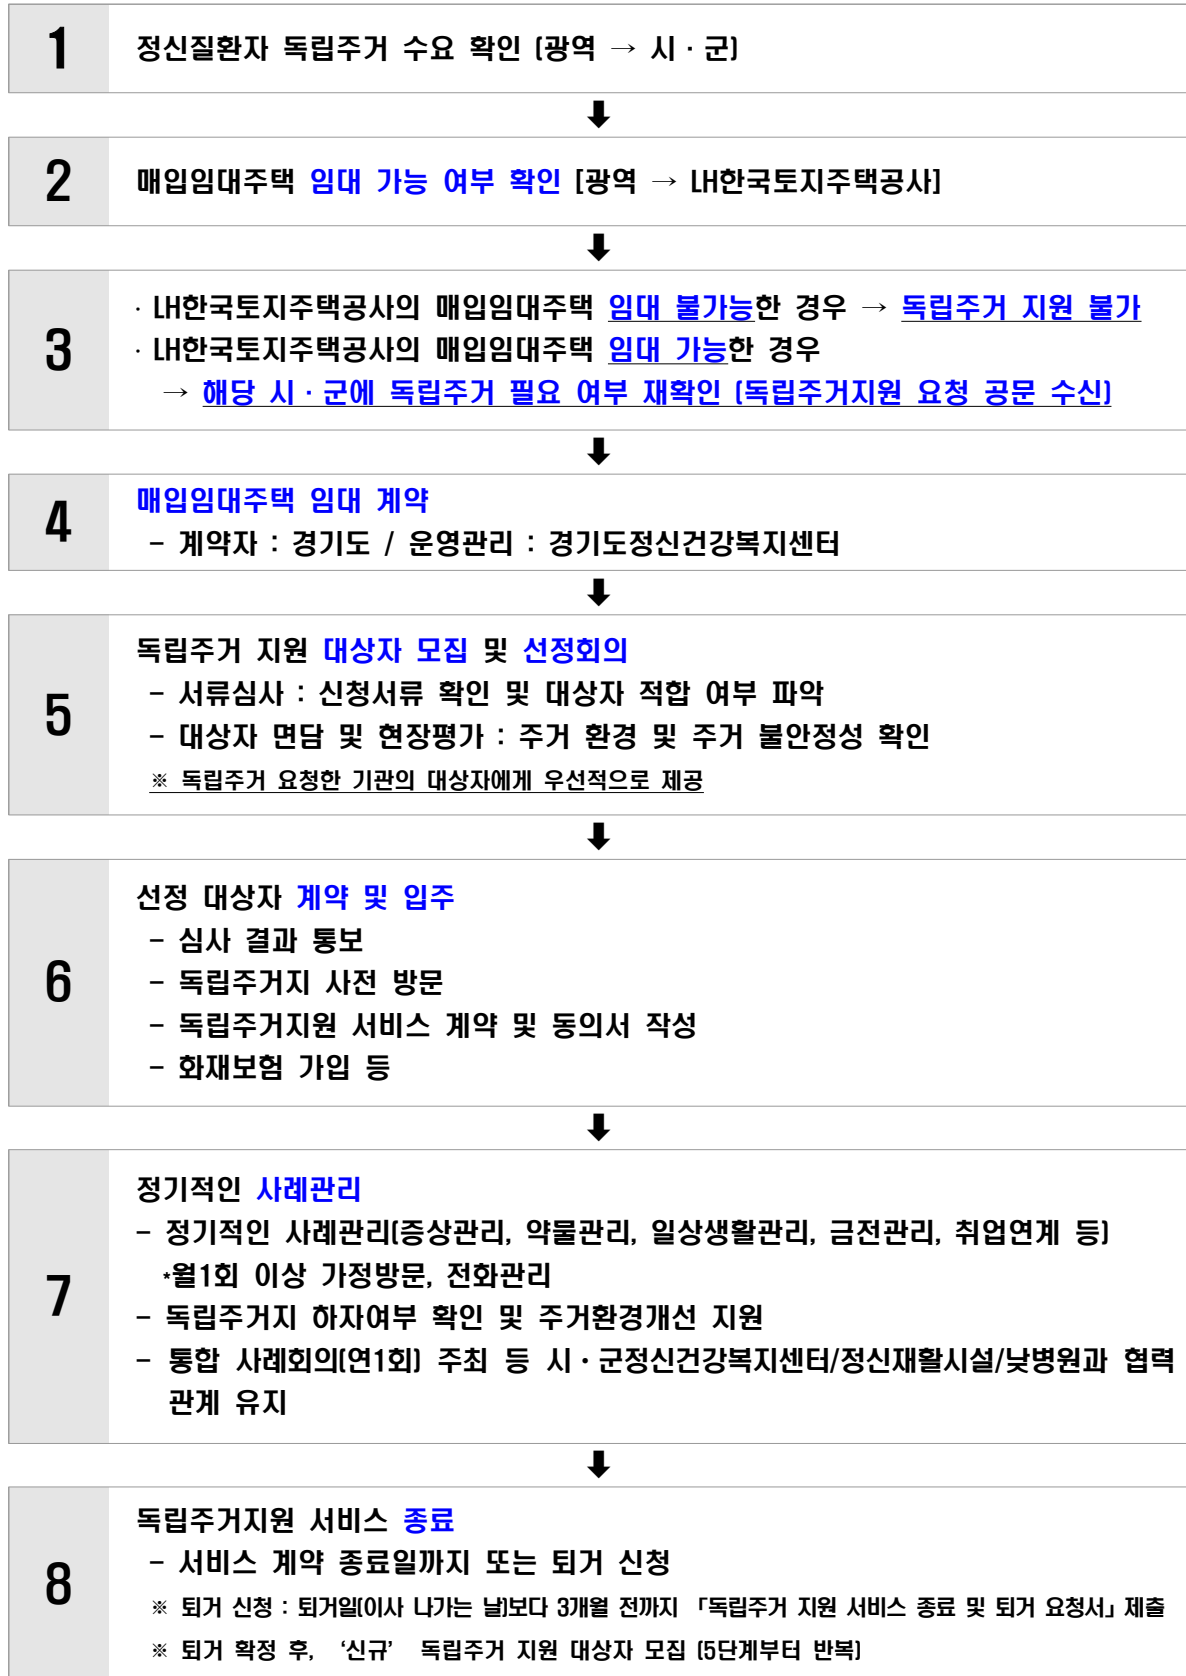 1
정신질환자 독립주거 수요 확인 (광역 → 시·군)
2
매입임대주택 임대 가능 여부 확인 [광역 → LH한국토지주택공사]
3
· LH한국토지주택공사의 매입임대주택 임대 불가능한 경우 → 독립주거 지원 불가
· LH한국토지주택공사의 매입임대주택 임대 가능한 경우
→ 해당 시·군에 독립주거 필요 여부 재확인 (독립주거지원 요청 공문 수신)
4
매입임대주택 임대 계약
- 계약자 : 경기도 / 운영관리 : 경기도정신건강복지센터
5
독립주거 지원 대상자 모집 및 선정회의
- 서류심사 : 신청서류 확인 및 대상자 적합 여부 파악
- 대상자 면담 및 현장평가 : 주거 환경 및 주거 불안정성 확인
※ 독립주거 요청한 기관의 대상자에게 우선적으로 제공
6
선정 대상자 계약 및 입주
- 심사 결과 통보
- 독립주거지 사전 방문
- 독립주거지원 서비스 계약 및 동의서 작성
- 화재보험 가입 등
7
정기적인 사례관리
- 정기적인 사례관리(증상관리, 약물관리, 일상생활관리, 금전관리, 취업연계 등)
*월1회 이상 가정방문, 전화관리
- 독립주거지 하자여부 확인 및 주거환경개선 지원
- 통합 사례회의(연1회) 주최 등 시·군정신건강복지센터/정신재활시설/낮병원과 협력
관계 유지
8
독립주거지원 서비스 종료
- 서비스 계약 종료일까지 또는 퇴거 신청
※ 퇴거 신청 : 퇴거일(이사 나가는 날)보다 3개월 전까지 「독립주거 지원 서비스 종료 및 퇴거 요청서」 제출
※ 퇴거 확정 후, ‘신규’ 독립주거 지원 대상자 모집 (5단계부터 반복)